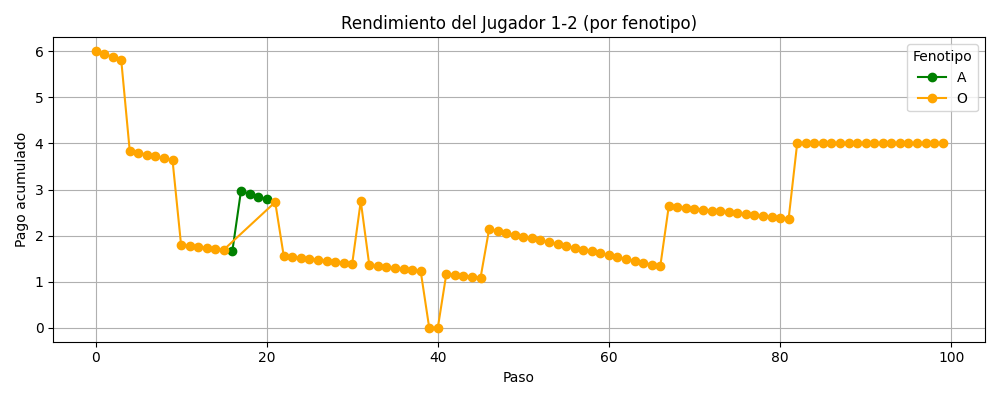 Rendimiento del Jugador 1-2 (por fenotipo)
Pago acumulado
6
5
4
3
2
1
0
0 20 40 60 80 100
Paso
Fenotipo
A
O